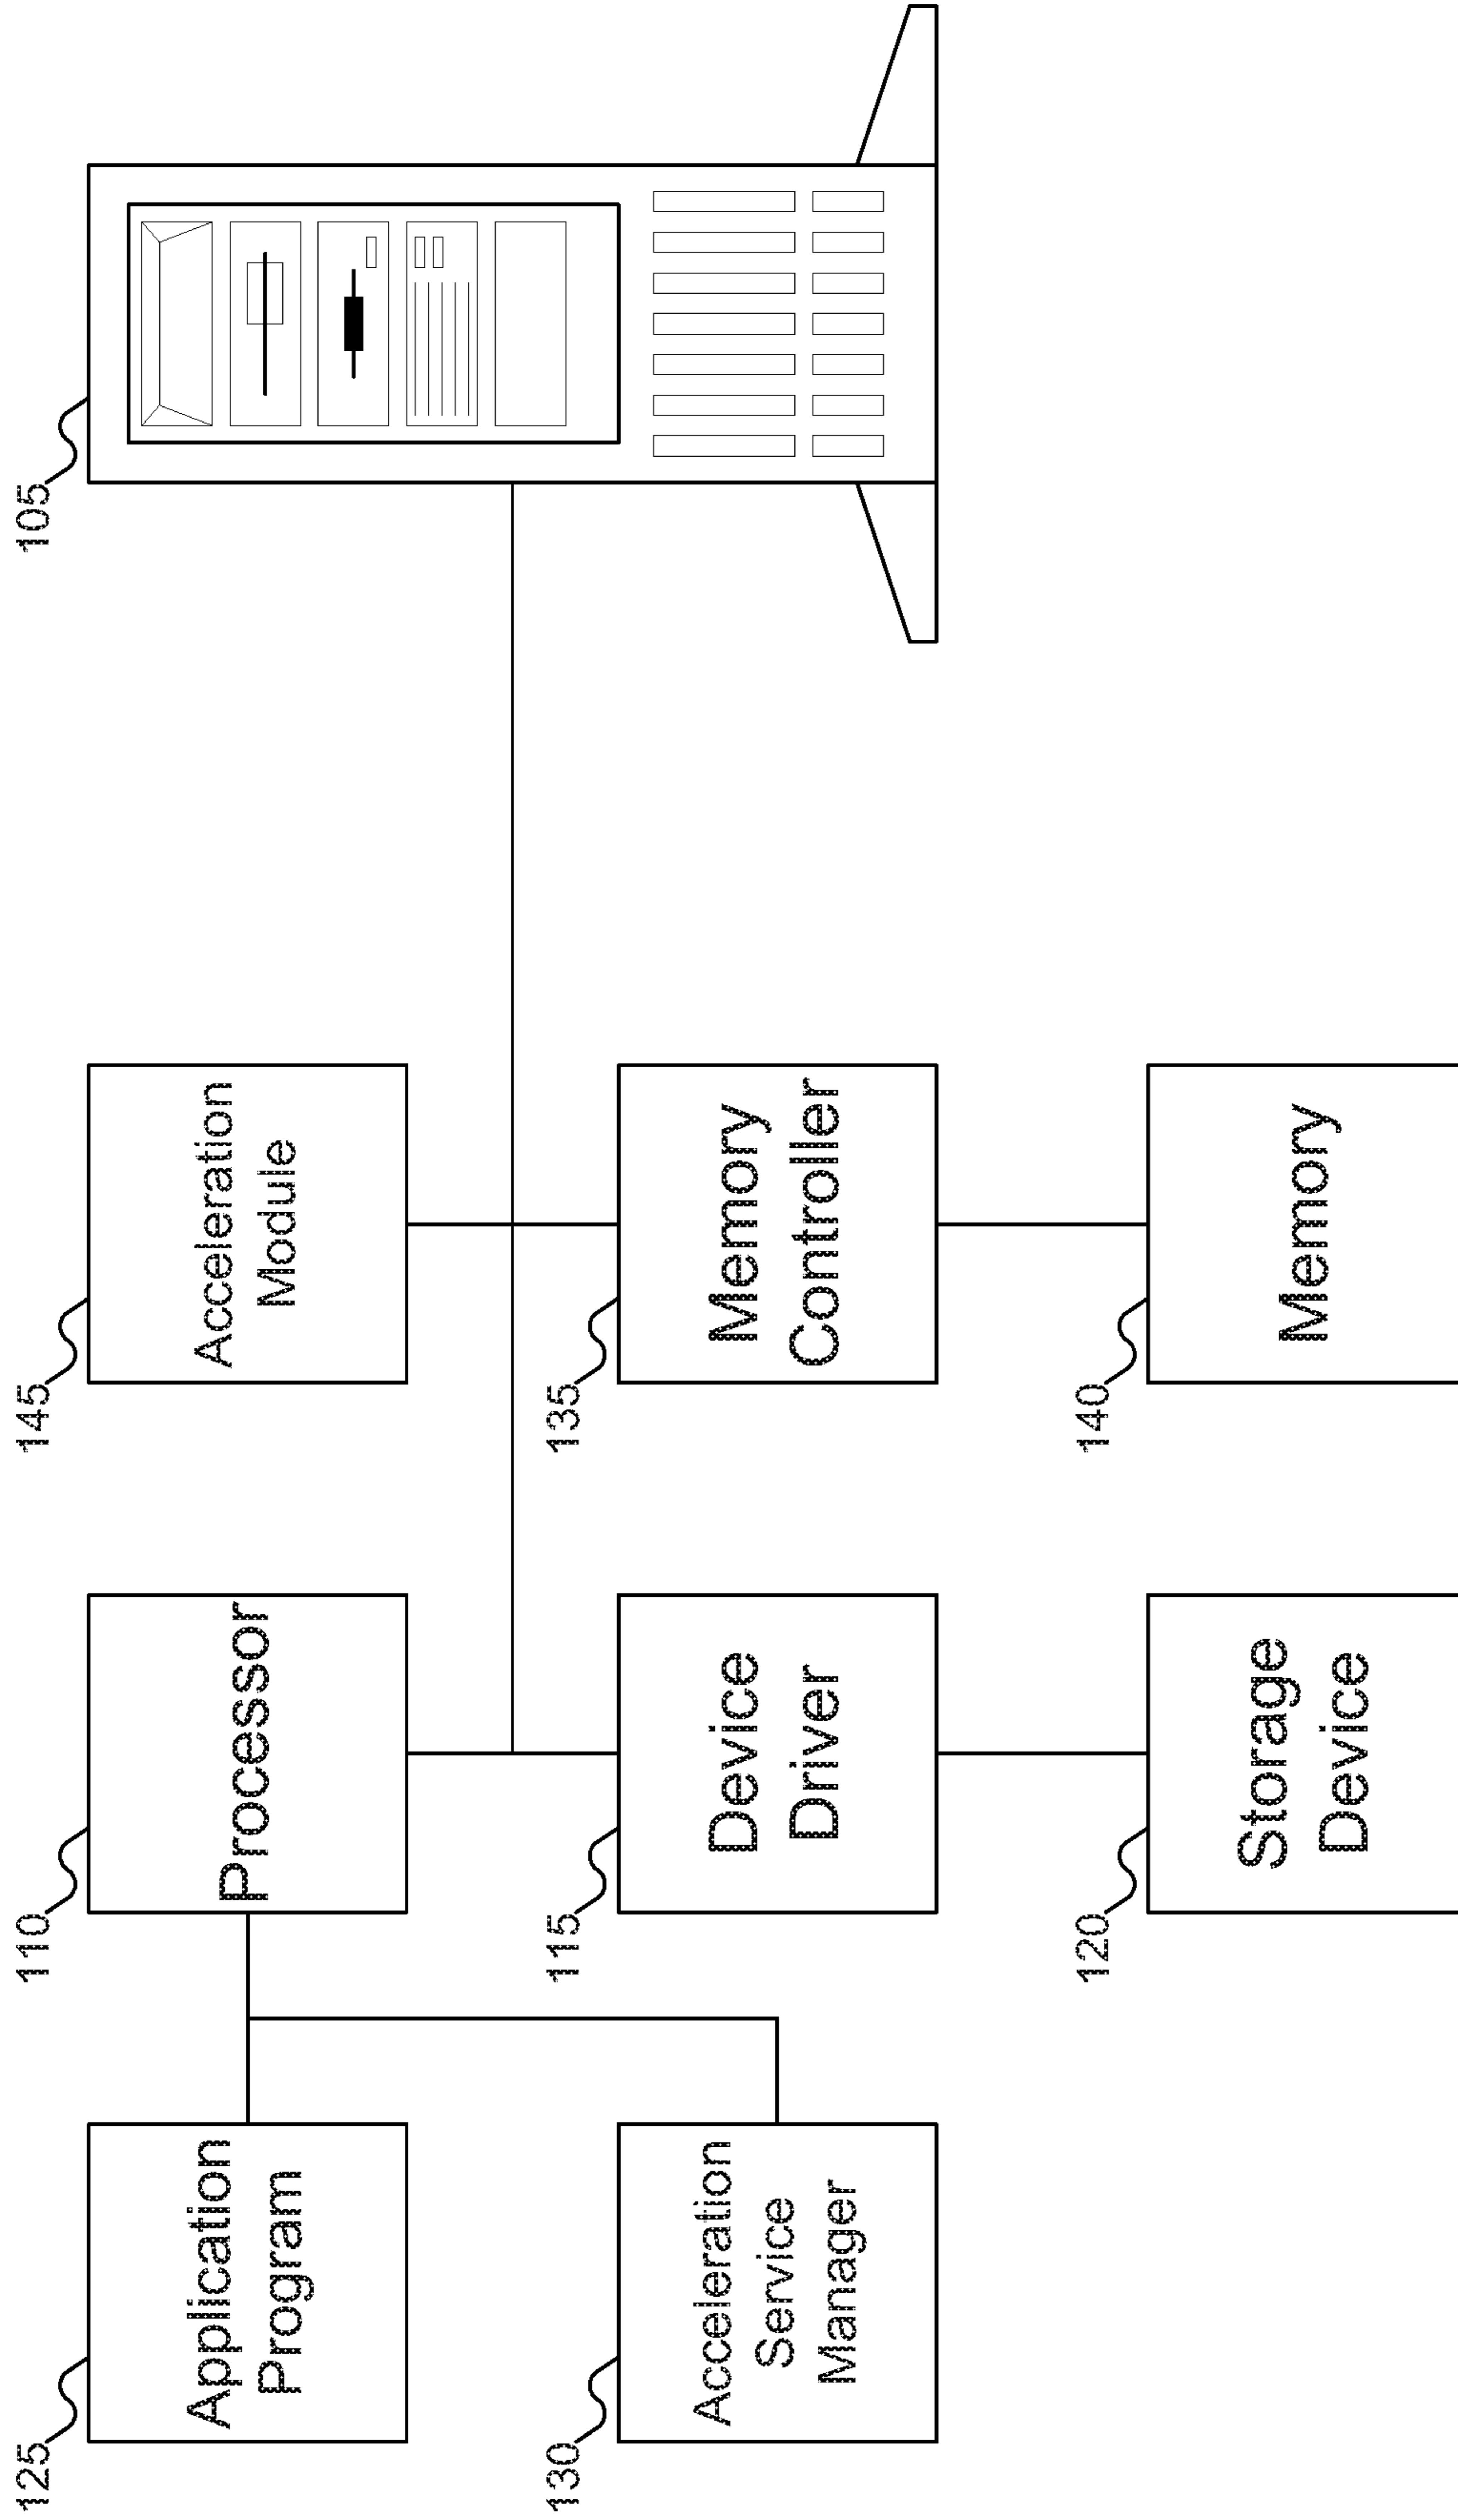 125
Application
Program
110
Processor
145
Acceleration
Module
105
130
Acceleration
Service
Manager
115
Device
Driver
135
Memory
Controller
120
Storage
Device
140
Memory